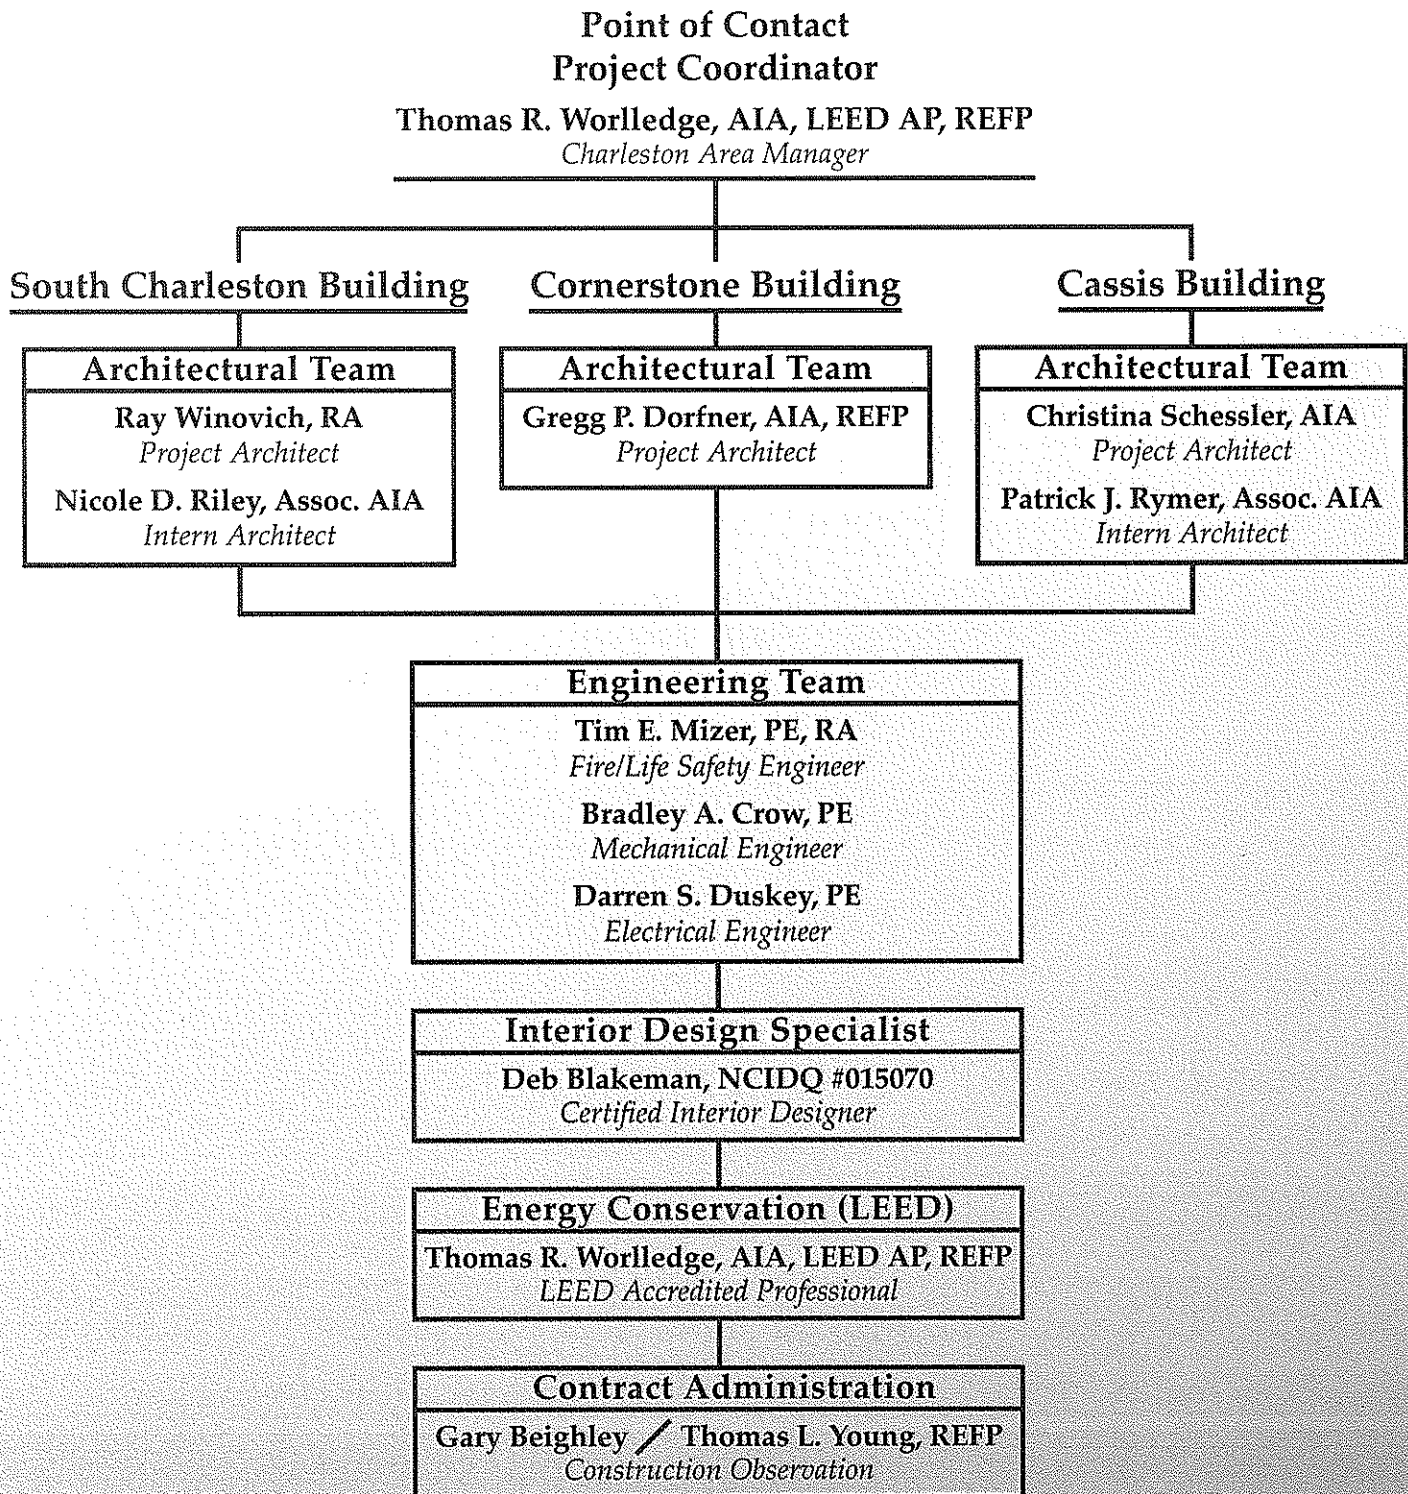 Point of Contact
Project Coordinator
Thomas R. Worlledge, AIA, LEED AP, REFP
Charleston Area Manager
South Charleston Building
Architectural Team
Ray Winovich, RA
Project Architect
Nicole D. Riley, Assoc. AIA
Intern Architect
Cornerstone Building
Architectural Team
Gregg P. Dorfner, AIA, REFP
Project Architect
Cassis Building
Architectural Team
Christina Schessler, AIA
Project Architect
Patrick J. Rymer, Assoc. AIA
Intern Architect
Engineering Team
Tim E. Mizer, PE, RA
Fire/Life Safety Engineer
Bradley A. Crow, PE
Mechanical Engineer
Darren S. Duskey, PE
Electrical Engineer
Interior Design Specialist
Deb Blakeman, NCIDQ #015070
Certified Interior Designer
Energy Conservation (LEED)
Thomas R. Worlledge, AIA, LEED AP, REFP
LEED Accredited Professional
Contract Administration
Gary Beighley / Thomas L. Young, REFP
Construction Observation